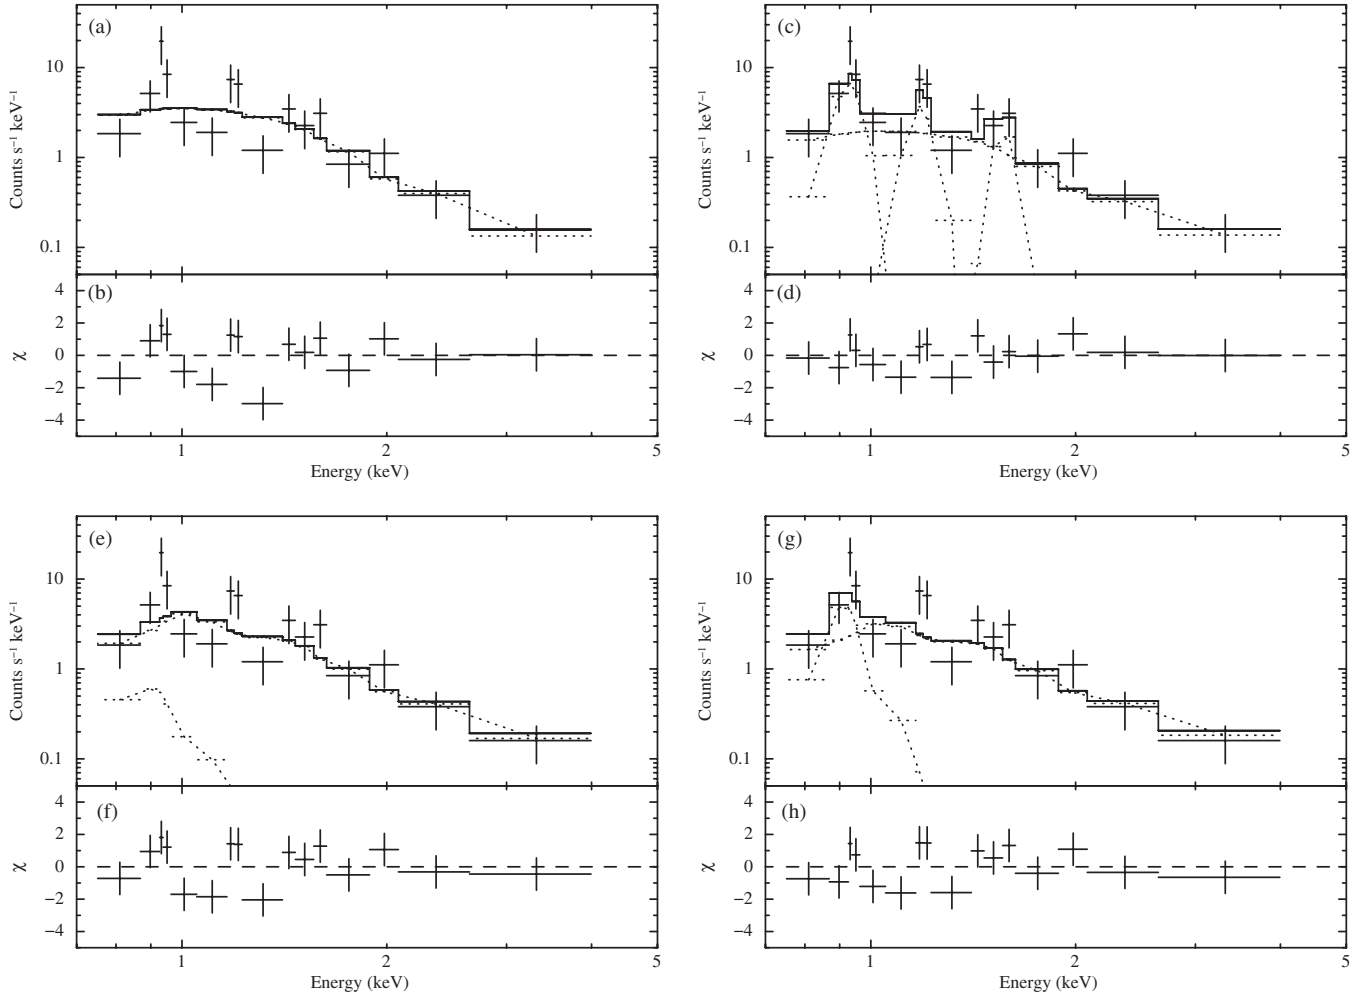 (a)
10
1
0.1
Counts s⁻¹ keV⁻¹
(b)
4
2
0
−2
−4
χ
1
2
5
Energy (keV)
(c)
10
1
0.1
Counts s⁻¹ keV⁻¹
(d)
4
2
0
−2
−4
χ
1
2
5
Energy (keV)
(e)
10
1
0.1
Counts s⁻¹ keV⁻¹
(f)
4
2
0
−2
−4
χ
1
2
5
Energy (keV)
(g)
10
1
0.1
Counts s⁻¹ keV⁻¹
(h)
4
2
0
−2
−4
χ
1
2
5
Energy (keV)